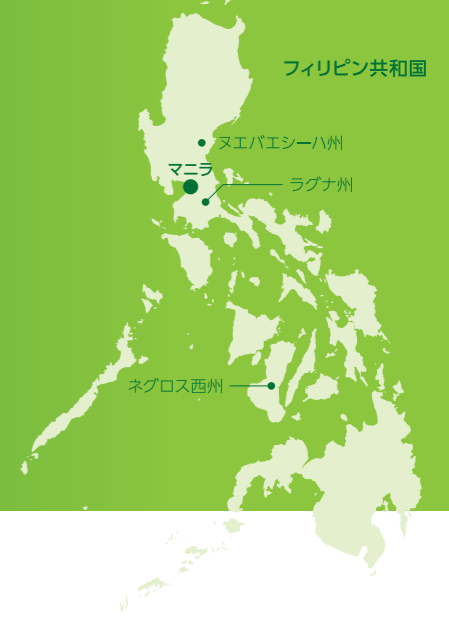 フィリピン共和国
ヌエバエシーハ州
マニラ
ラグナ州
ネグロス西州